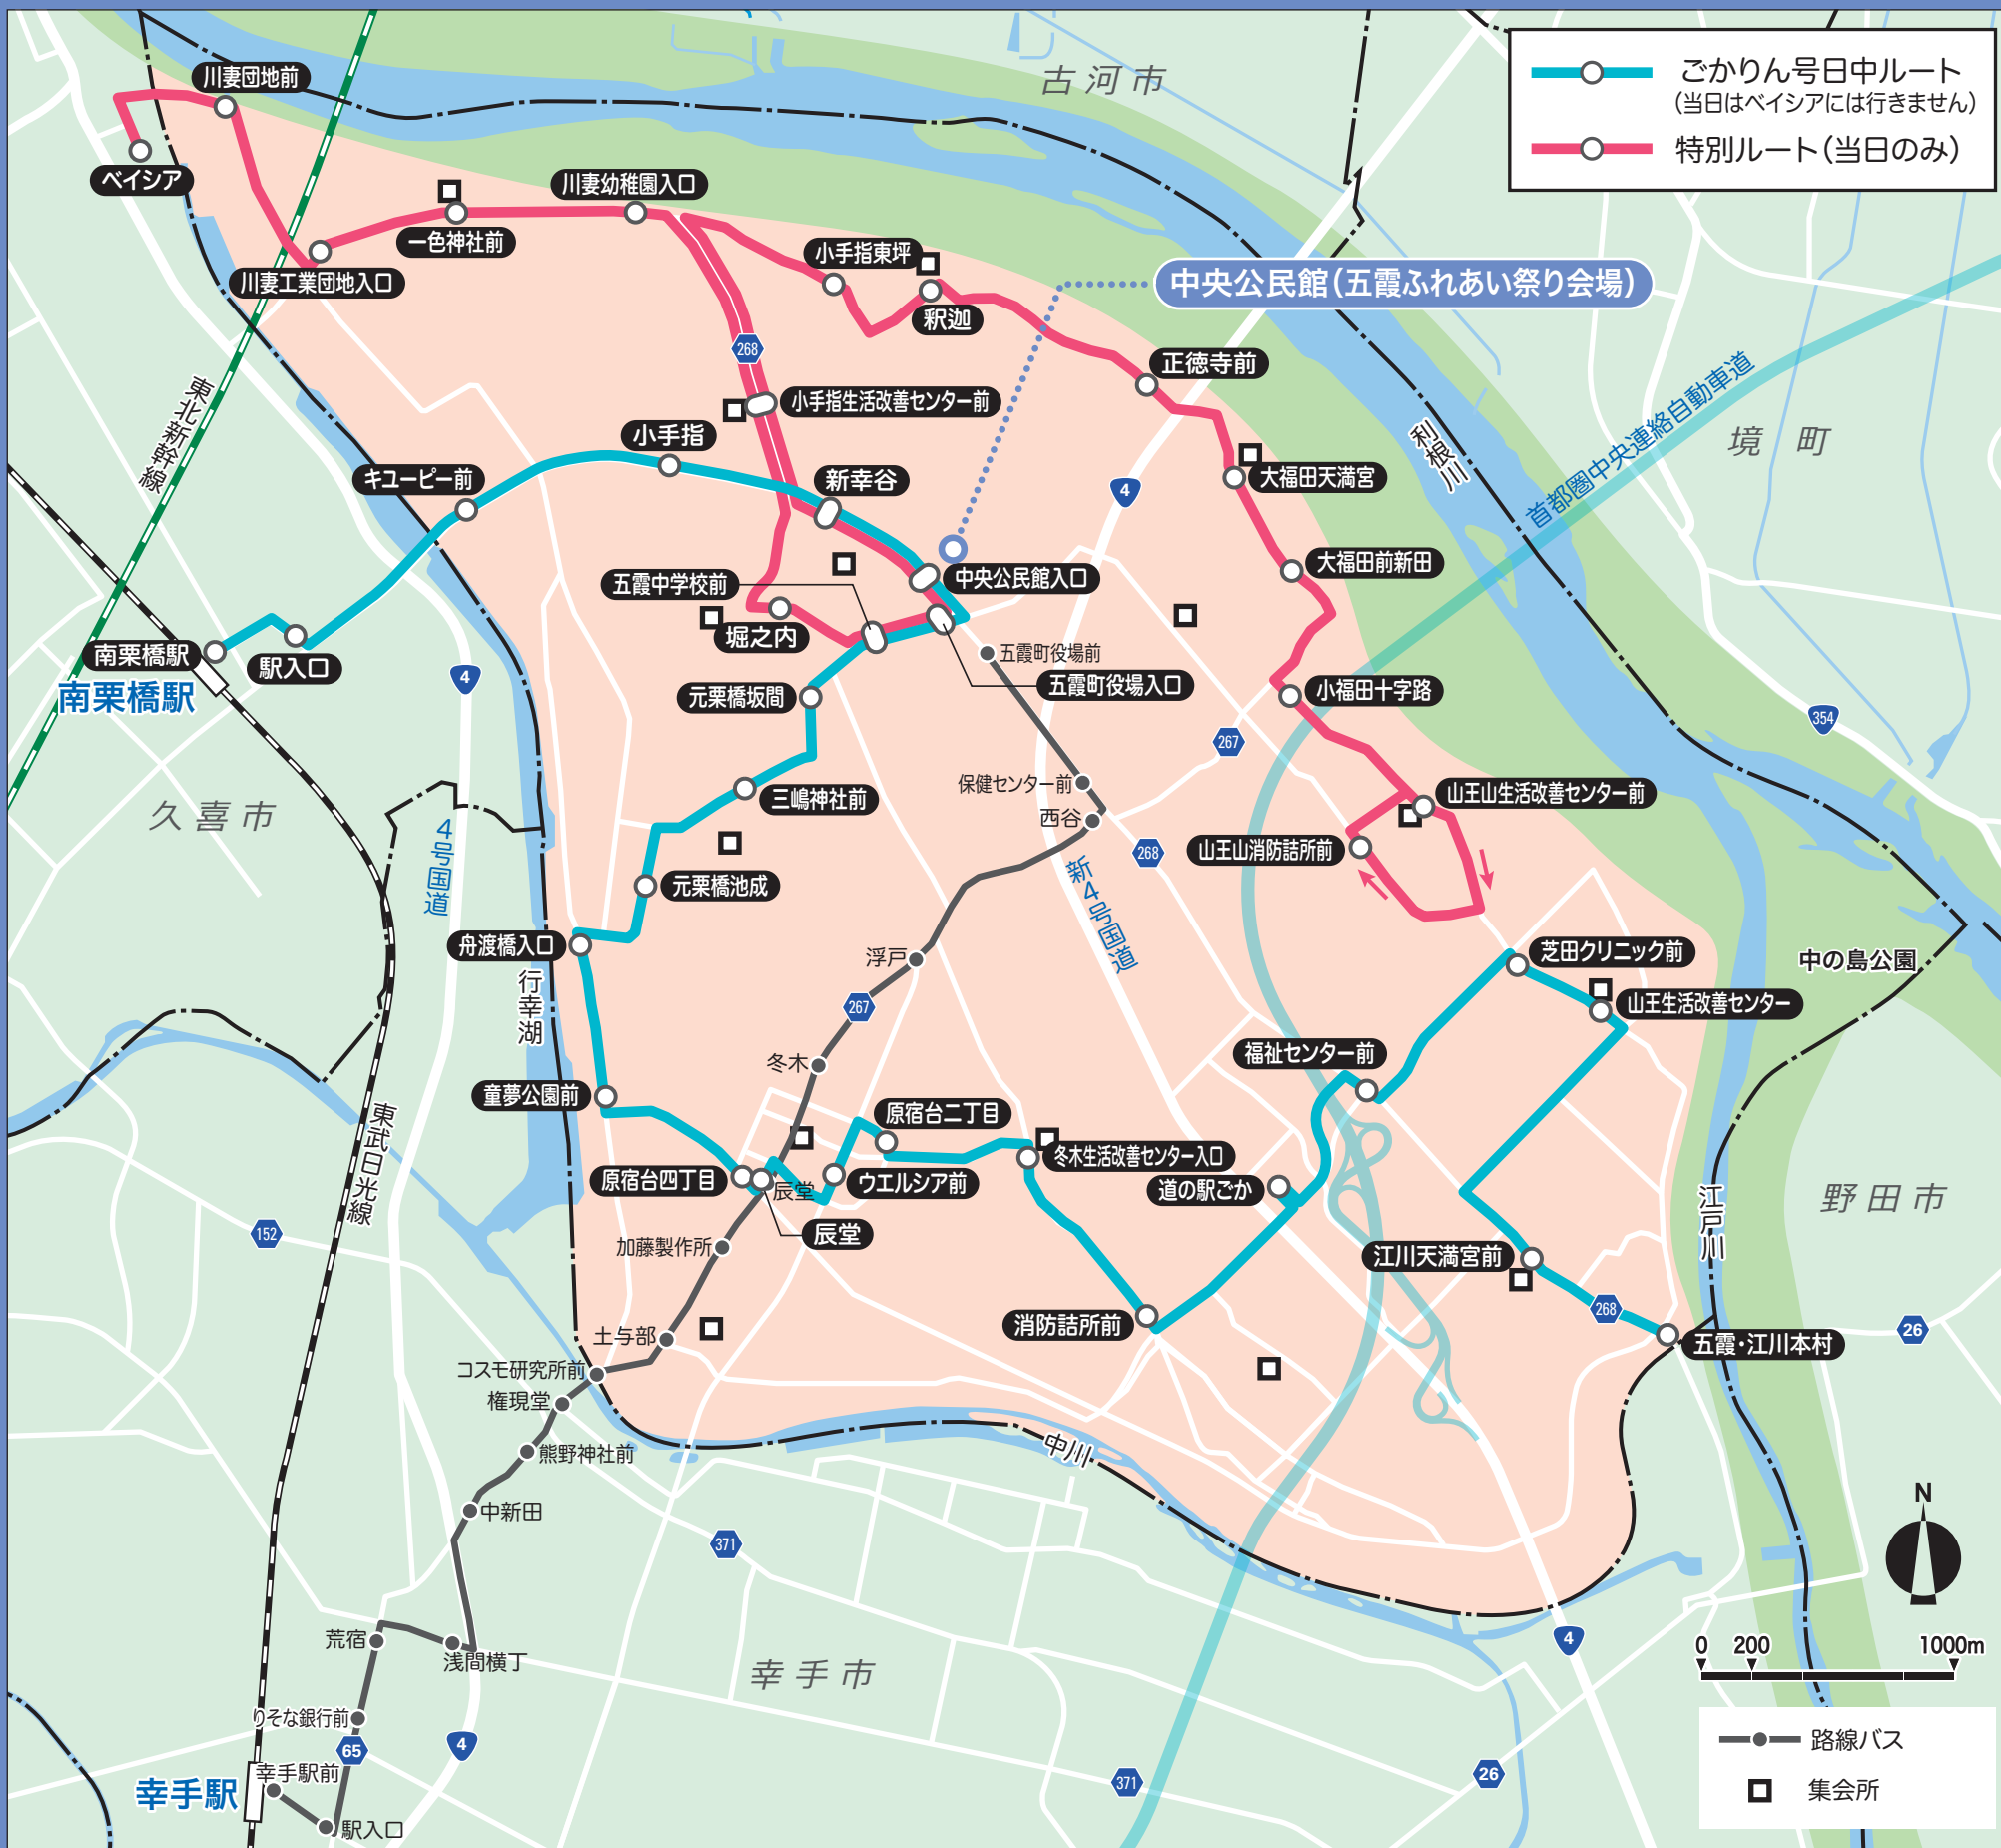 ごかりん号日中ルート
(当日はベイシアには行きません)
特別ルート(当日のみ)
古河市
川妻団地前
ベイシア
川妻幼稚園入口
一色神社前
川妻工業団地入口
小手指東坪
釈迦
中央公民館(五霞ふれあい祭り会場)
268
正徳寺前
小手指生活改善センター前
東北新幹線
小手指
キユーピー前
新幸谷
4
大福田天満宮
利根川
首都圏中央連絡自動車道
境町
大福田前新田
五霞中学校前
中央公民館入口
堀之内
南栗橋駅
駅入口
南栗橋駅
4
五霞町役場前
五霞町役場入口
元栗橋坂間
小福田十字路
354
267
保健センター前
三嶋神社前
山王山生活改善センター前
久喜市
西谷
4号国道
268
山王山消防詰所前
元栗橋池成
新4号国道
舟渡橋入口
浮戸
芝田クリニック前
中の島公園
行幸湖
267
山王生活改善センター
冬木
福祉センター前
童夢公園前
東武日光線
原宿台二丁目
冬木生活改善センター入口
原宿台四丁目
辰堂
ウエルシア前
道の駅ごか
江戸川
野田市
152
辰堂
加藤製作所
江川天満宮前
消防詰所前
268
26
土与部
五霞・江川本村
コスモ研究所前
権現堂
中川
熊野神社前
N
中新田
371
荒宿
浅間横丁
幸手市
4
0 200 1000m
りそな銀行前
65
4
路線バス
幸手駅前
幸手駅
371
26
集会所
駅入口